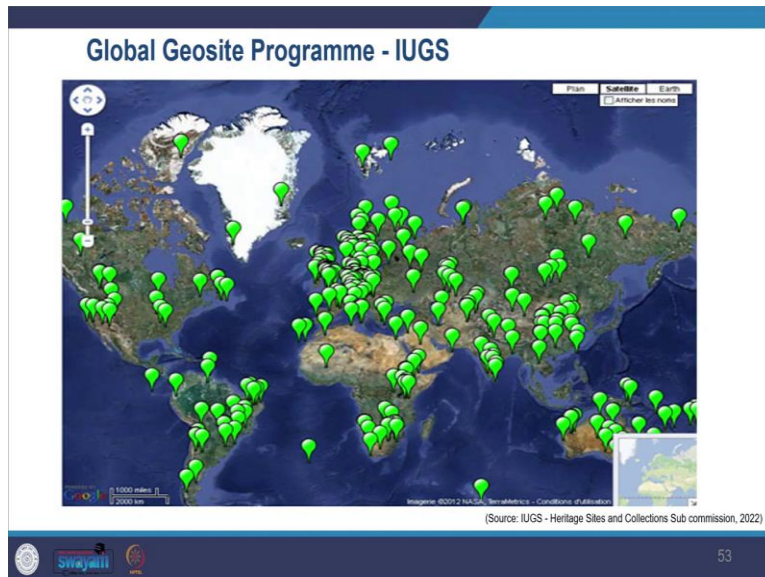 Global Geosite Programme - IUGS
Plan Satellite Earth
Afficher les noms
1000 miles
2000 km
Imagerie ©2012 NASA, TerraMetrics - Conditions d'utilisation
(Source: IUGS - Heritage Sites and Collections Sub commission, 2022)
swayam
53